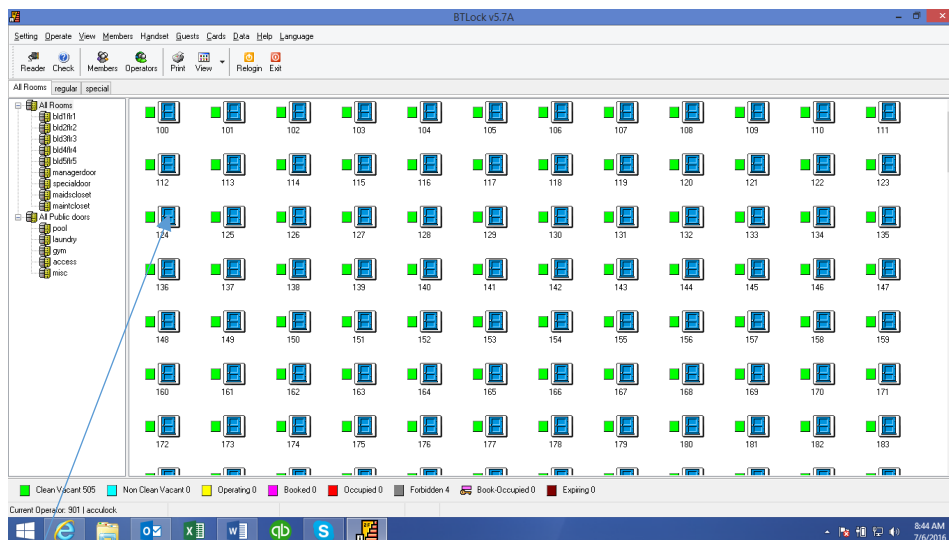 BTLock v5.7A
Setting Operate View Members Handset Guests Cards Data Help Language
Reader Check Members Operators Print View Relogin Exit
All Rooms regular special
All Rooms
bld1flr1
bld2flr2
bld3flr3
bld4flr4
bld5flr5
managerdoor
specialdoor
maidscloset
maintcloset
All Public doors
pool
laundry
gym
access
misc
100 101 102 103 104 105 106 107 108 109 110 111
112 113 114 115 116 117 118 119 120 121 122 123
124 125 126 127 128 129 130 131 132 133 134 135
136 137 138 139 140 141 142 143 144 145 146 147
148 149 150 151 152 153 154 155 156 157 158 159
160 161 162 163 164 165 166 167 168 169 170 171
172 173 174 175 176 177 178 179 180 181 182 183
Clean Vacant 505 Non Clean Vacant 0 Operating 0 Booked 0 Occupied 0 Forbidden 4 Book-Occupied 0 Expiring 0
Current Operator: 901 | acculock
8:44 AM
7/6/2016